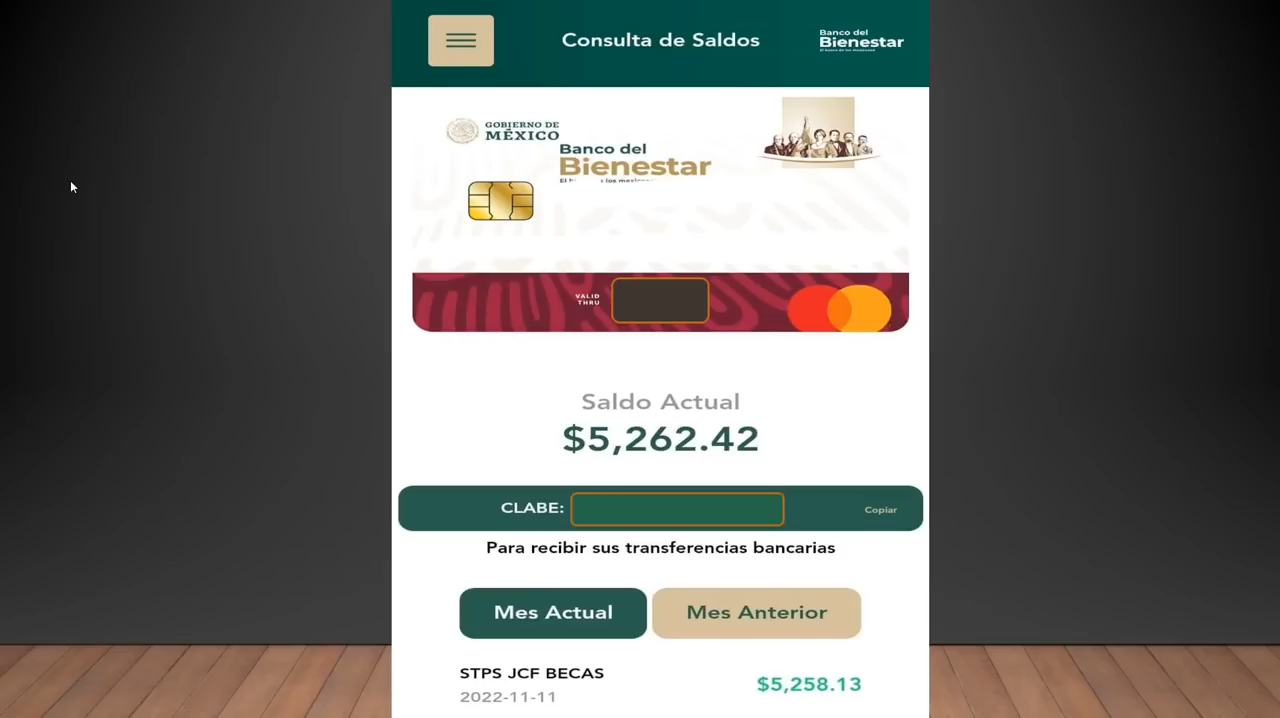 Consulta de Saldos
Banco del
Bienestar
GOBIERNO DE
MÉXICO
Banco del
Bienestar
VALID
THRU
Saldo Actual
$5,262.42
CLABE:
Copiar
Para recibir sus transferencias bancarias
Mes Actual
Mes Anterior
STPS JCF BECAS
$5,258.13
2022-11-11